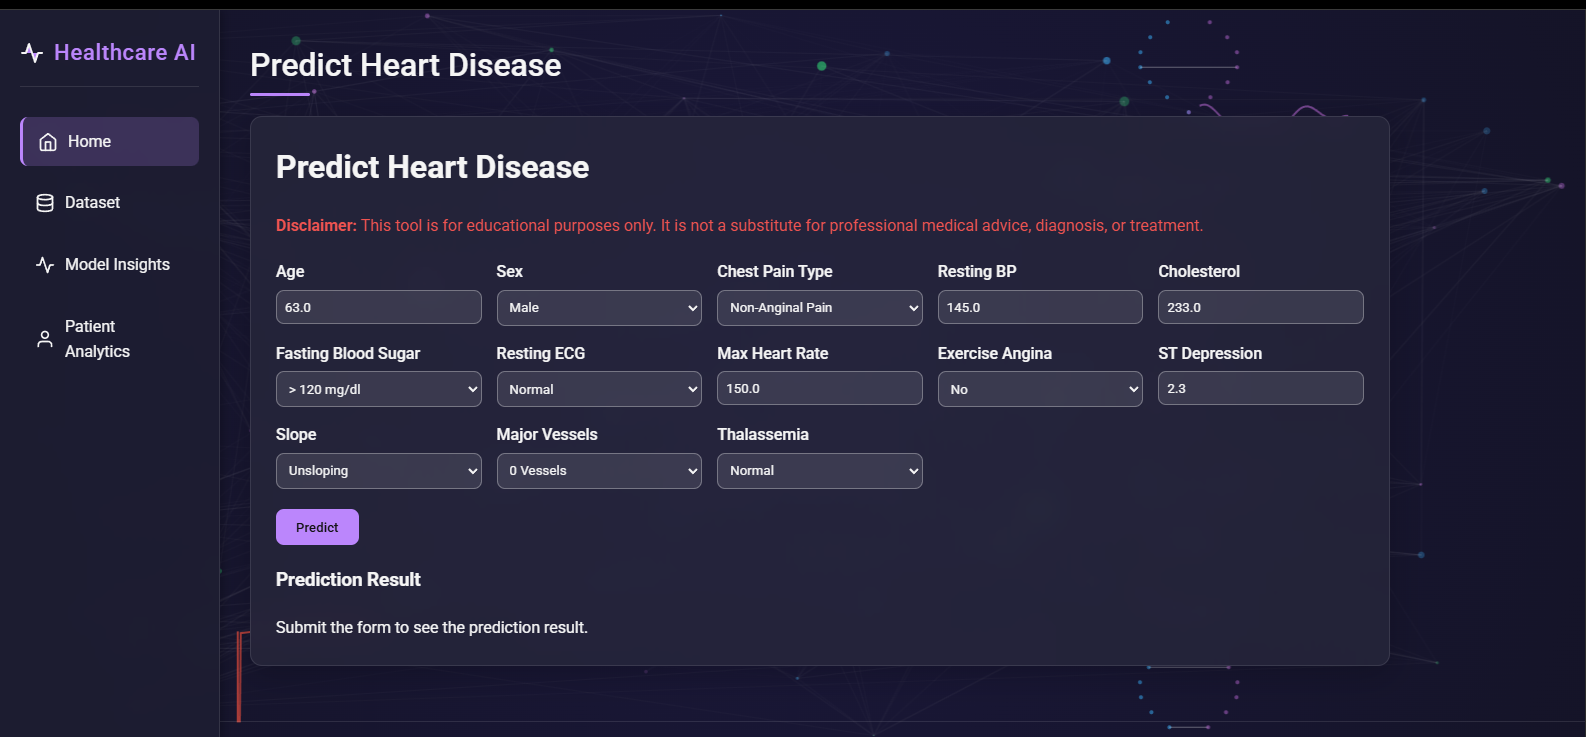 Healthcare AI
Home
Dataset
Model Insights
Patient
Analytics
Predict Heart Disease
Predict Heart Disease
Disclaimer: This tool is for educational purposes only. It is not a substitute for professional medical advice, diagnosis, or treatment.
Age Sex Chest Pain Type Resting BP Cholesterol
63.0 Male Non-Anginal Pain 145.0 233.0
Fasting Blood Sugar Resting ECG Max Heart Rate Exercise Angina ST Depression
> 120 mg/dl Normal 150.0 No 2.3
Slope Major Vessels Thalassemia
Unsloping 0 Vessels Normal
Predict
Prediction Result
Submit the form to see the prediction result.